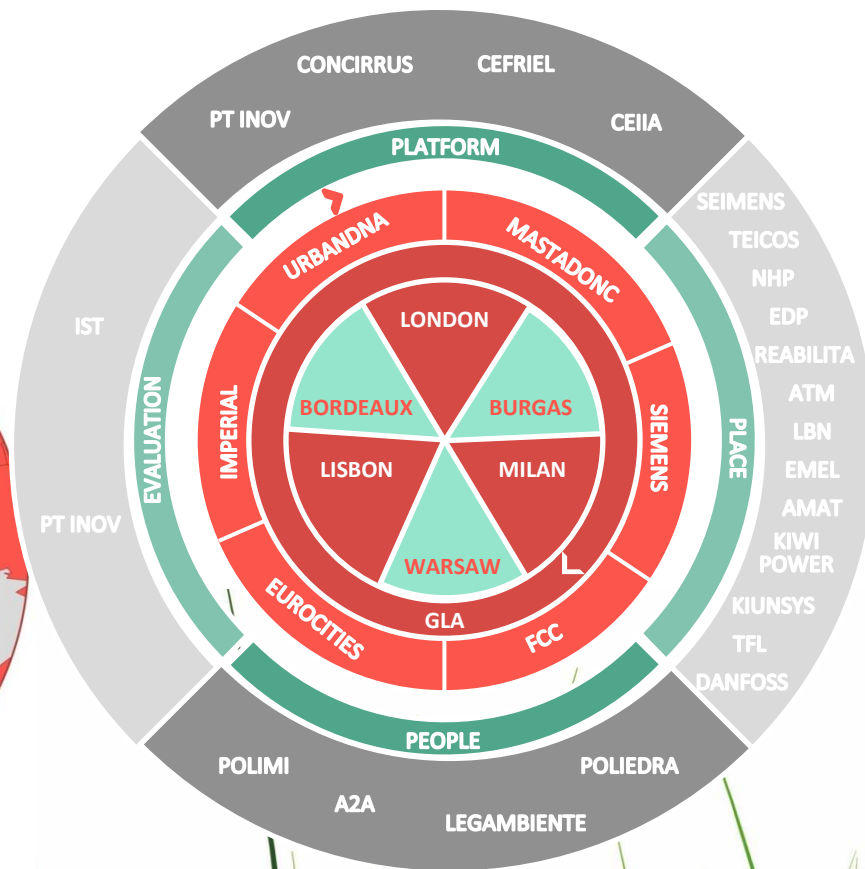 CONCIRRUS
CEFRIEL
PT INOV
CEIIA
PLATFORM
SEIMENS
TEICOS
NHP
EDP
REABILITA
ATM
LBN
EMEL
AMAT
KIWI
POWER
KIUNSYS
TFL
DANFOSS
PLACE
IST
PT INOV
EVALUATION
URBANDNA
MASTADONC
IMPERIAL
SIEMENS
EUROCITIES
FCC
LONDON
BORDEAUX
BURGAS
LISBON
MILAN
WARSAW
GLA
PEOPLE
POLIMI
POLIEDRA
A2A
LEGAMBIENTE